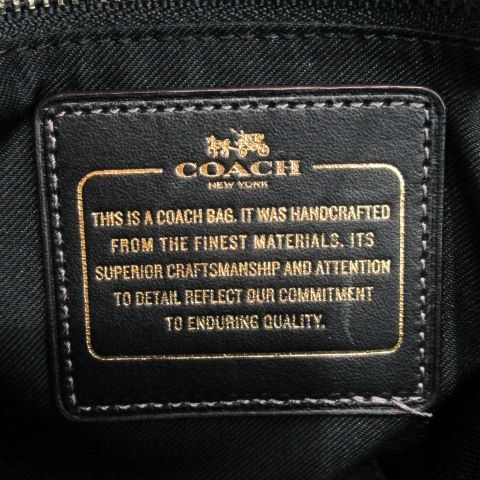 COACH
NEW YORK
THIS IS A COACH BAG. IT WAS HANDCRAFTED
FROM THE FINEST MATERIALS. ITS
SUPERIOR CRAFTSMANSHIP AND ATTENTION
TO DETAIL REFLECT OUR COMMITMENT
TO ENDURING QUALITY.